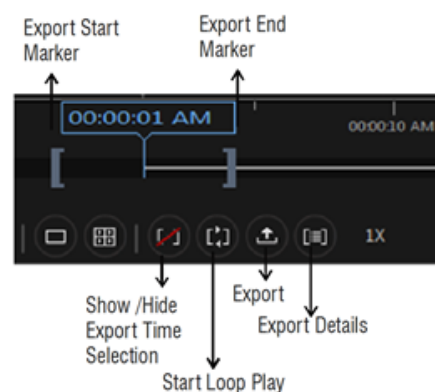 Export Start
Marker
Export End
Marker
00:00:01 AM
00:00:10 AM
1X
Show /Hide
Export Time
Selection
Export
Export Details
Start Loop Play